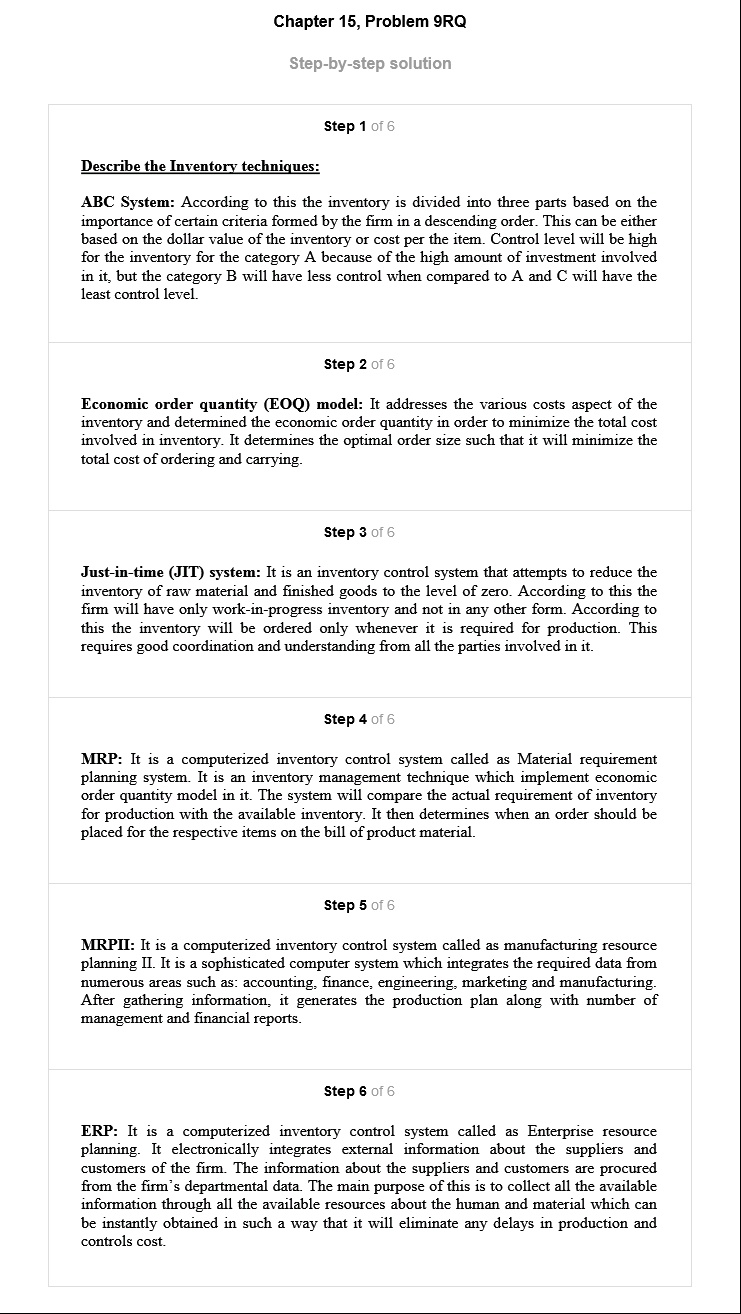 Chapter 15, Problem 9RQ
Step-by-step solution
Step 1 of 6
Describe the Inventory techniques:
ABC System: According to this the inventory is divided into three parts based on the
importance of certain criteria formed by the firm in a descending order. This can be either
based on the dollar value of the inventory or cost per the item. Control level will be high
for the inventory for the category A because of the high amount of investment involved
in it, but the category B will have less control when compared to A and C will have the
least control level.
Step 2 of 6
Economic order quantity (EOQ) model: It addresses the various costs aspect of the
inventory and determined the economic order quantity in order to minimize the total cost
involved in inventory. It determines the optimal order size such that it will minimize the
total cost of ordering and carrying.
Step 3 of 6
Just-in-time (JIT) system: It is an inventory control system that attempts to reduce the
inventory of raw material and finished goods to the level of zero. According to this the
firm will have only work-in-progress inventory and not in any other form. According to
this the inventory will be ordered only whenever it is required for production. This
requires good coordination and understanding from all the parties involved in it.
Step 4 of 6
MRP: It is a computerized inventory control system called as Material requirement
planning system. It is an inventory management technique which implement economic
order quantity model in it. The system will compare the actual requirement of inventory
for production with the available inventory. It then determines when an order should be
placed for the respective items on the bill of product material.
Step 5 of 6
MRPII: It is a computerized inventory control system called as manufacturing resource
planning II. It is a sophisticated computer system which integrates the required data from
numerous areas such as: accounting, finance, engineering, marketing and manufacturing.
After gathering information, it generates the production plan along with number of
management and financial reports.
Step 6 of 6
ERP: It is a computerized inventory control system called as Enterprise resource
planning. It electronically integrates external information about the suppliers and
customers of the firm. The information about the suppliers and customers are procured
from the firm's departmental data. The main purpose of this is to collect all the available
information through all the available resources about the human and material which can
be instantly obtained in such a way that it will eliminate any delays in production and
controls cost.